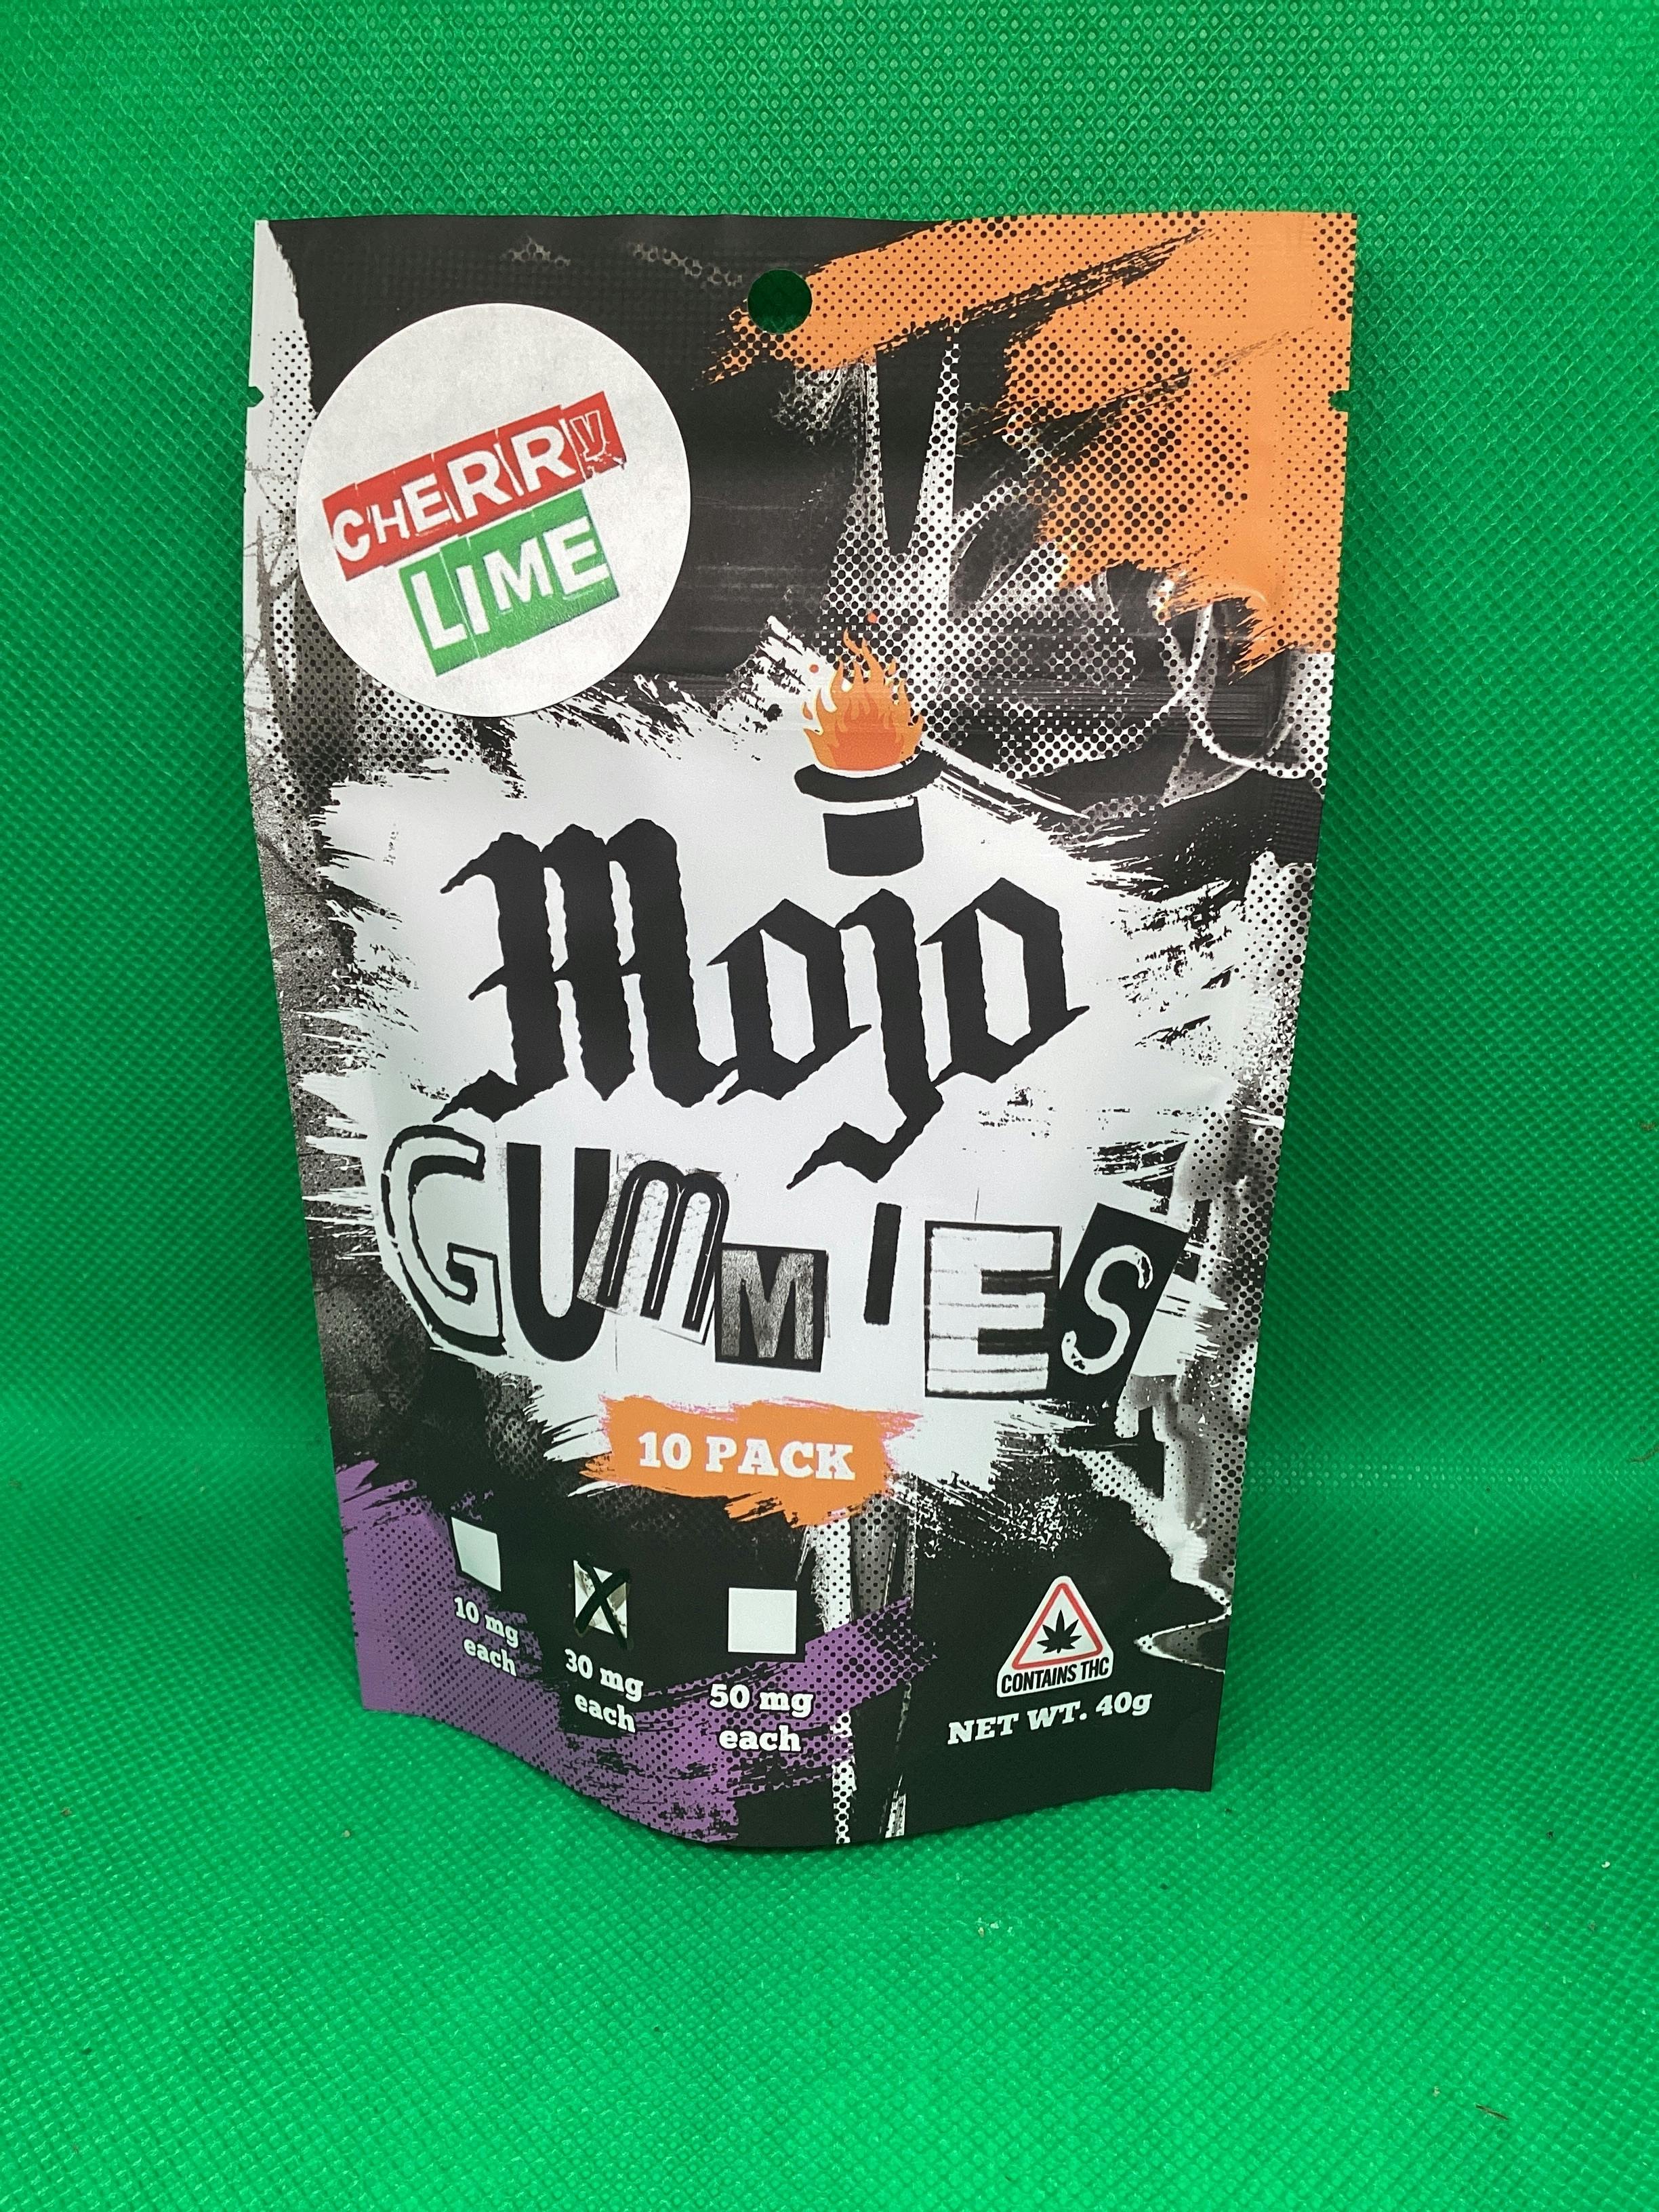 CHERRy
LIME
Mojo
GUMMIES
10 PACK
10 mg
each
30 mg
each
50 mg
each
CONTAINS THC
NET WT. 40g